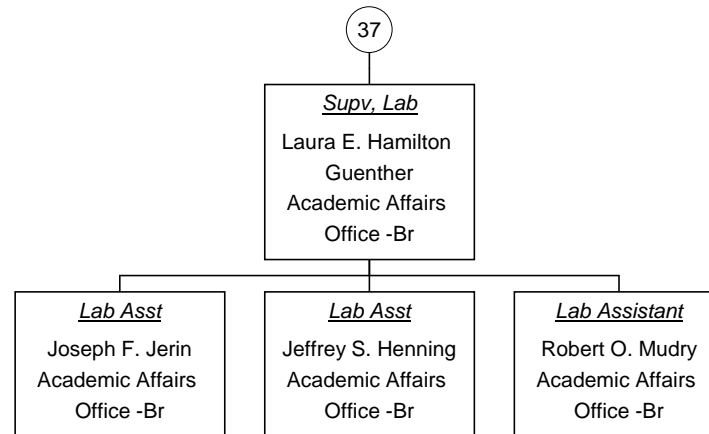 37
Supv, Lab
Laura E. Hamilton
Guenther
Academic Affairs
Office -Br
Lab Asst
Joseph F. Jerin
Academic Affairs
Office -Br
Lab Asst
Jeffrey S. Henning
Academic Affairs
Office -Br
Lab Assistant
Robert O. Mudry
Academic Affairs
Office -Br